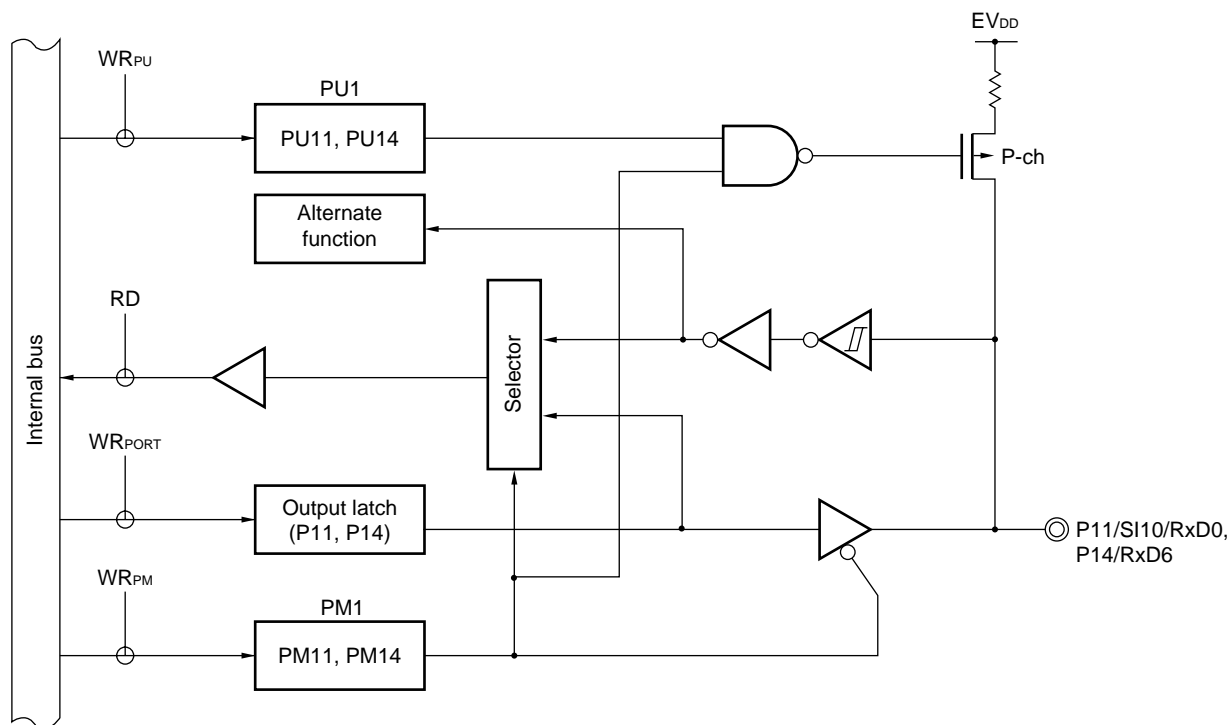 EVDD
WRPU
PU1
PU11, PU14
P-ch
Alternate
function
RD
Selector
Internal bus
WRPORT
Output latch
(P11, P14)
P11/SI10/RxD0,
P14/RxD6
WRPM
PM1
PM11, PM14